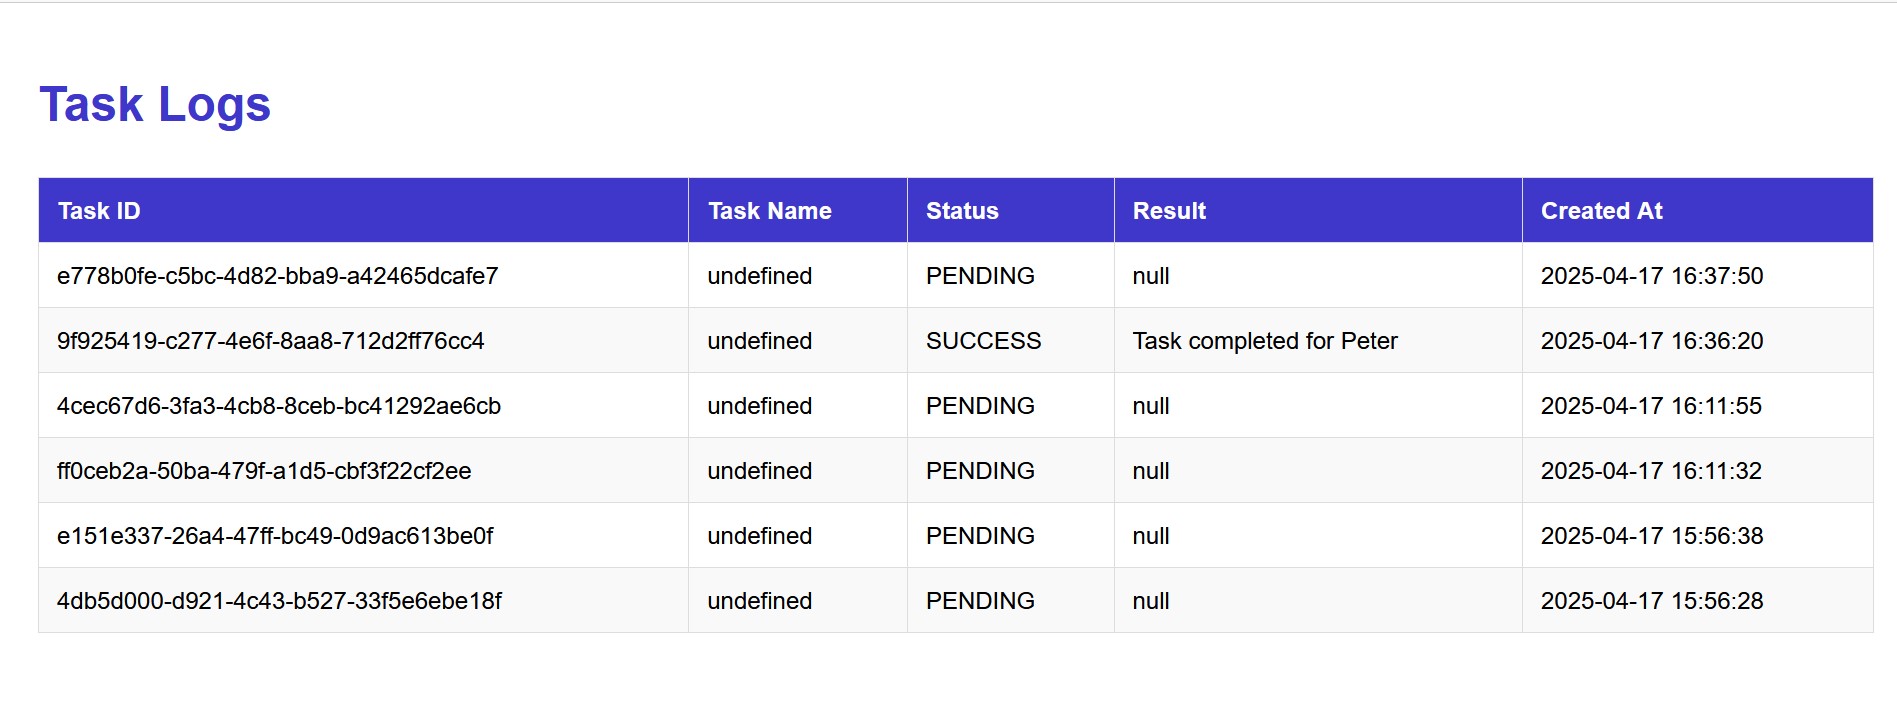 Task Logs
Task ID Task Name Status Result Created At
e778b0fe-c5bc-4d82-bba9-a42465dcafe7 undefined PENDING null 2025-04-17 16:37:50
9f925419-c277-4e6f-8aa8-712d2ff76cc4 undefined SUCCESS Task completed for Peter 2025-04-17 16:36:20
4cec67d6-3fa3-4cb8-8ceb-bc41292ae6cb undefined PENDING null 2025-04-17 16:11:55
ff0ceb2a-50ba-479f-a1d5-cbf3f22cf2ee undefined PENDING null 2025-04-17 16:11:32
e151e337-26a4-47ff-bc49-0d9ac613be0f undefined PENDING null 2025-04-17 15:56:38
4db5d000-d921-4c43-b527-33f5e6ebe18f undefined PENDING null 2025-04-17 15:56:28